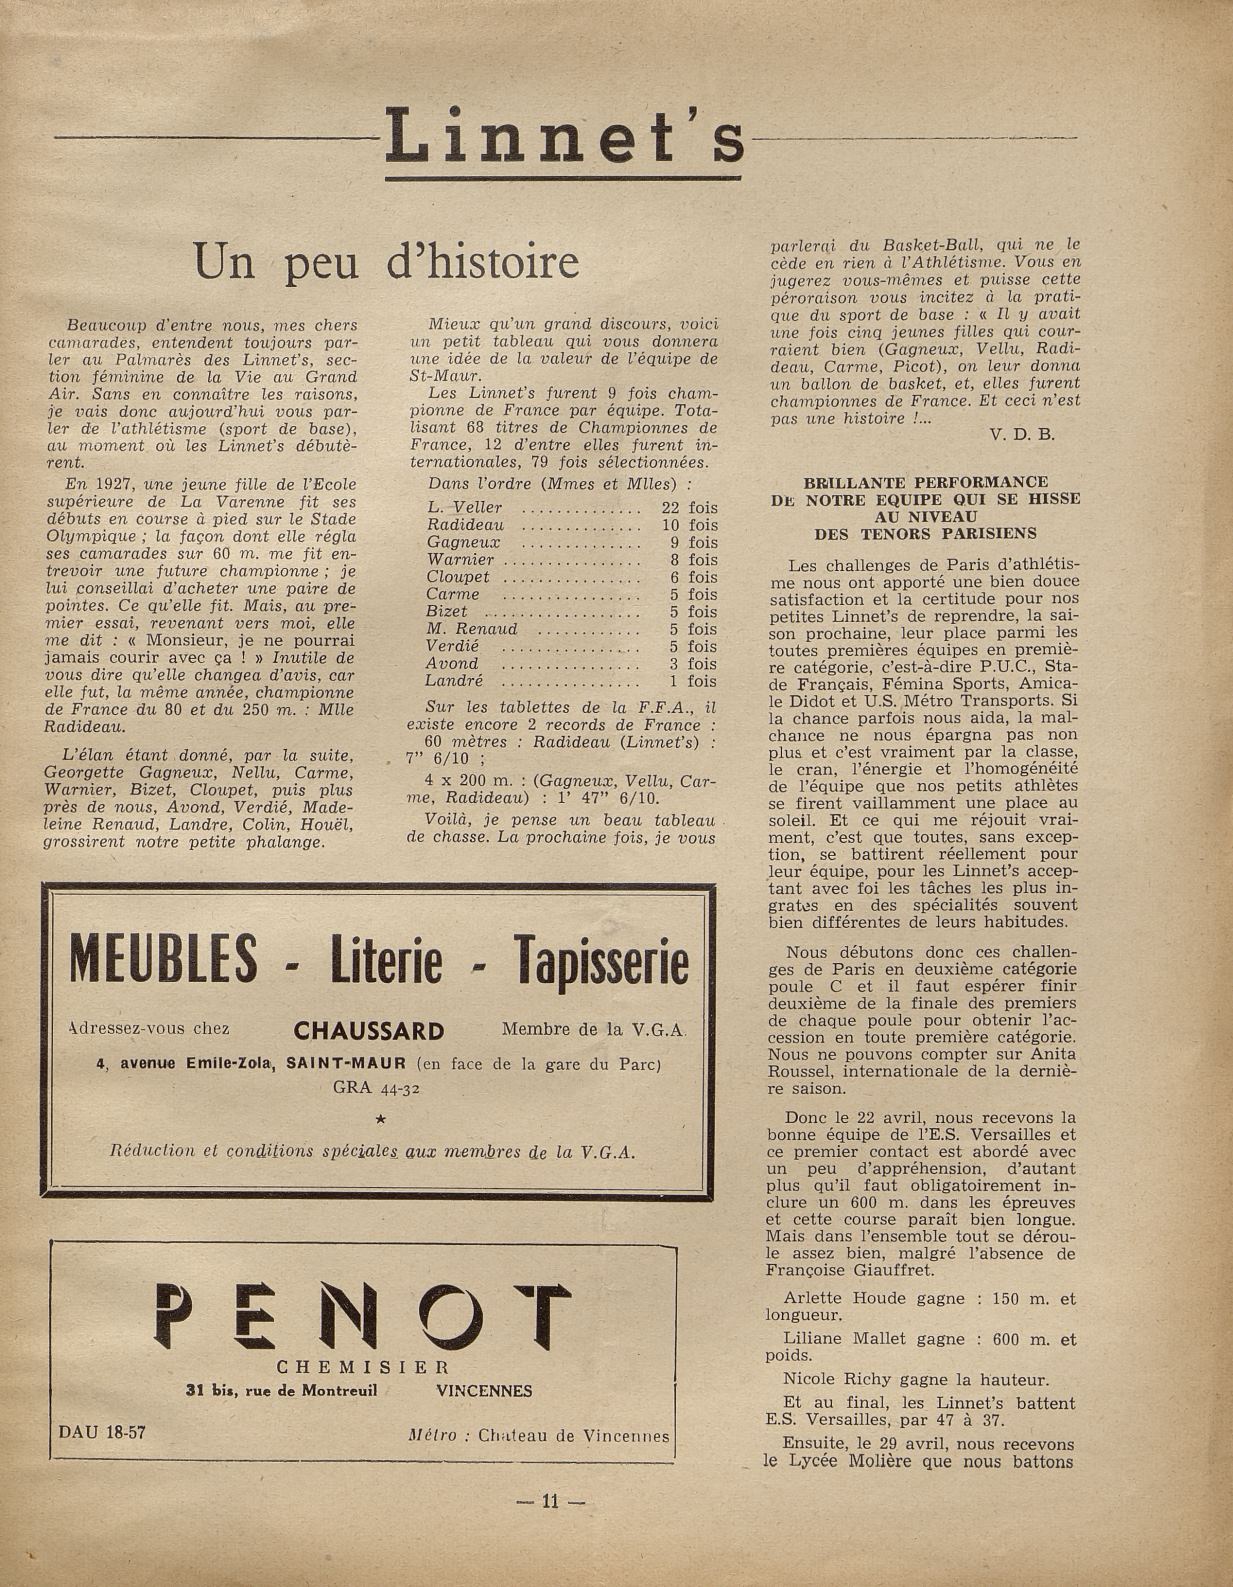 Linnet's
Un peu d'histoire
Beaucoup d'entre nous, mes chers
camarades, entendent toujours par-
ler au Palmarès des Linnet's, sec-
tion féminine de la Vie au Grand
Air. Sans en connaître les raisons,
je vais donc aujourd'hui vous par-
ler de l'athlétisme (sport de base),
au moment où les Linnet's débutè-
rent.
En 1927, une jeune fille de l'Ecole
supérieure de La Varenne fit ses
débuts en course à pied sur le Stade
Olympique ; la façon dont elle régla
ses camarades sur 60 m. me fit en-
trevoir une future championne ; je
lui conseillai d'acheter une paire de
pointes. Ce qu'elle fit. Mais, au pre-
mier essai, revenant vers moi, elle
me dit : « Monsieur, je ne pourrai
jamais courir avec ça ! » Inutile de
vous dire qu'elle changea d'avis, car
elle fut, la même année, championne
de France du 80 et du 250 m. : Mlle
Radideau.
L'élan étant donné, par la suite,
Georgette Gagneux, Nellu, Carme,
Warnier, Bizet, Cloupet, puis plus
près de nous, Avond, Verdié, Made-
leine Renaud, Landre, Colin, Houël,
grossirent notre petite phalange.
Mieux qu'un grand discours, voici
un petit tableau qui vous donnera
une idée de la valeur de l'équipe de
St-Maur.
Les Linnet's furent 9 fois cham-
pionne de France par équipe. Tota-
lisant 68 titres de Championnes de
France, 12 d'entre elles furent in-
ternationales, 79 fois sélectionnées.
Dans l'ordre (Mmes et Mlles) :
L. Veller .............. 22 fois
Radideau .............. 10 fois
Gagneux .............. 9 fois
Warnier ................ 8 fois
Cloupet ................ 6 fois
Carme ................ 5 fois
Bizet .................. 5 fois
M. Renaud ............ 5 fois
Verdié ................ 5 fois
Avond ................ 3 fois
Landré ................ 1 fois
Sur les tablettes de la F.F.A., il
existe encore 2 records de France :
60 mètres : Radideau (Linnet's) :
7" 6/10 ;
4 x 200 m. : (Gagneux, Vellu, Car-
me, Radideau) : 1' 47" 6/10.
Voilà, je pense un beau tableau
de chasse. La prochaine fois, je vous
parlerai du Basket-Ball, qui ne le
cède en rien à l'Athlétisme. Vous en
jugerez vous-mêmes et puisse cette
péroraison vous incitez à la prati-
que du sport de base : « Il y avait
une fois cinq jeunes filles qui cour-
raient bien (Gagneux, Vellu, Radi-
deau, Carme, Picot), on leur donna
un ballon de basket, et, elles furent
championnes de France. Et ceci n'est
pas une histoire !...
V. D. B.
BRILLANTE PERFORMANCE
DE NOTRE EQUIPE QUI SE HISSE
AU NIVEAU
DES TENORS PARISIENS
Les challenges de Paris d'athlétis-
me nous ont apporté une bien douce
satisfaction et la certitude pour nos
petites Linnet's de reprendre, la sai-
son prochaine, leur place parmi les
toutes premières équipes en premiè-
re catégorie, c'est-à-dire P.U.C., Sta-
de Français, Fémina Sports, Amica-
le Didot et U.S. Métro Transports. Si
la chance parfois nous aida, la mal-
chance ne nous épargna pas non
plus et c'est vraiment par la classe,
le cran, l'énergie et l'homogénéité
de l'équipe que nos petits athlètes
se firent vaillamment une place au
soleil. Et ce qui me réjouit vrai-
ment, c'est que toutes, sans excep-
tion, se battirent réellement pour
leur équipe, pour les Linnet's accep-
tant avec foi les tâches les plus in-
grates en des spécialités souvent
bien différentes de leurs habitudes.
Nous débutons donc ces challen-
ges de Paris en deuxième catégorie
poule C et il faut espérer finir
deuxième de la finale des premiers
de chaque poule pour obtenir l'ac-
cession en toute première catégorie.
Nous ne pouvons compter sur Anita
Roussel, internationale de la derniè-
re saison.
Donc le 22 avril, nous recevons la
bonne équipe de l'E.S. Versailles et
ce premier contact est abordé avec
un peu d'appréhension, d'autant
plus qu'il faut obligatoirement in-
clure un 600 m. dans les épreuves
et cette course paraît bien longue.
Mais dans l'ensemble tout se dérou-
le assez bien, malgré l'absence de
Françoise Giauffret.
Arlette Houde gagne : 150 m. et
longueur.
Liliane Mallet gagne : 600 m. et
poids.
Nicole Richy gagne la hauteur.
Et au final, les Linnet's battent
E.S. Versailles, par 47 à 37.
Ensuite, le 29 avril, nous recevons
le Lycée Molière que nous battons
MEUBLES - Literie - Tapisserie
Adressez-vous chez CHAUSSARD Membre de la V.G.A.
4, avenue Emile-Zola, SAINT-MAUR (en face de la gare du Parc)
GRA 44-32
★
Réduction et conditions spéciales aux membres de la V.G.A.
PENOT
CHEMISIER
31 bis, rue de Montreuil VINCENNES
DAU 18-57 Métro : Chateau de Vincennes
— 11 —